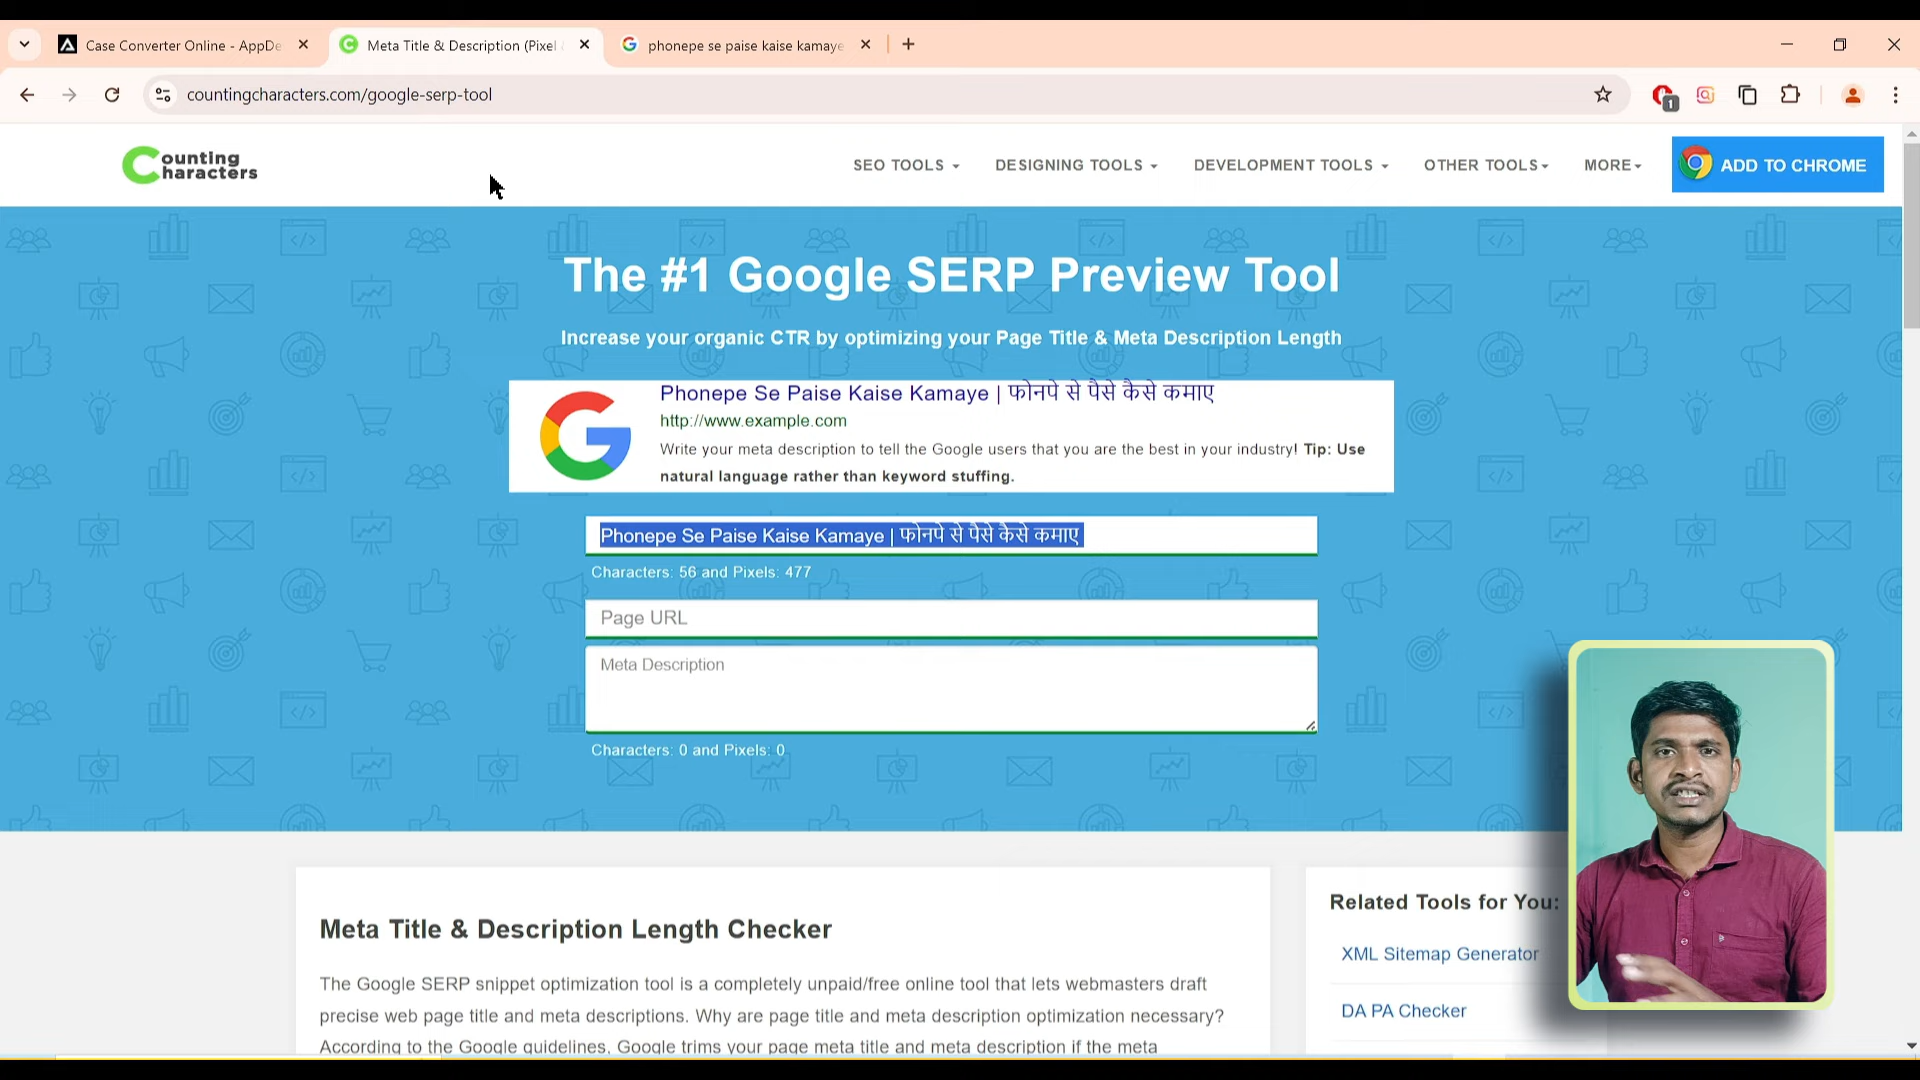 Case Converter Online - AppDe
Meta Title & Description (Pixel
phonepe se paise kaise kamaye
countingcharacters.com/google-serp-tool
1
Counting
Characters
SEO TOOLS
DESIGNING TOOLS
DEVELOPMENT TOOLS
OTHER TOOLS
MORE
ADD TO CHROME
The #1 Google SERP Preview Tool
Increase your organic CTR by optimizing your Page Title & Meta Description Length
Phonepe Se Paise Kaise Kamaye | फोनपे से पैसे कैसे कमाए
http://www.example.com
Write your meta description to tell the Google users that you are the best in your industry! Tip: Use
natural language rather than keyword stuffing.
Phonepe Se Paise Kaise Kamaye | फोनपे से पैसे कैसे कमाए
Characters: 56 and Pixels: 477
Page URL
Meta Description
Characters: 0 and Pixels: 0
Meta Title & Description Length Checker
The Google SERP snippet optimization tool is a completely unpaid/free online tool that lets webmasters draft
precise web page title and meta descriptions. Why are page title and meta description optimization necessary?
According to the Google guidelines, Google trims your page meta title and meta description if the meta
Related Tools for You:
XML Sitemap Generator
DA PA Checker